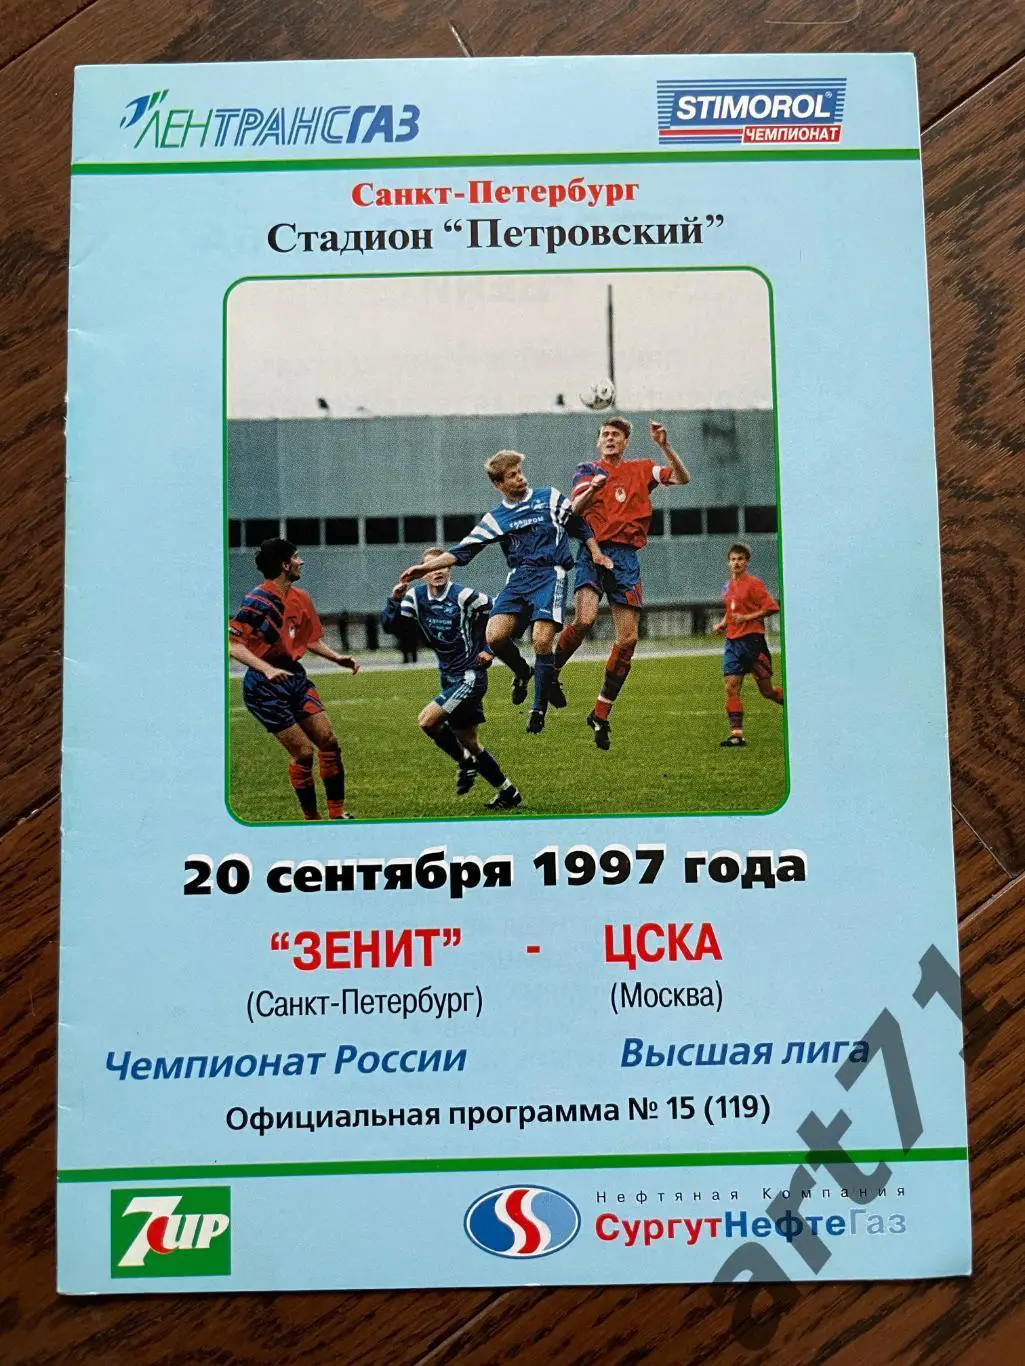 ЛЕНТРАНСГАЗ
STIMOROL®
ЧЕМПИОНАТ
Санкт-Петербург
Стадион “Петровский”
ГАЗПРОМ
20 сентября 1997 года
“ЗЕНИТ” - ЦСКА
(Санкт-Петербург) (Москва)
Чемпионат России Высшая лига
Официальная программа № 15 (119)
7UP
Нефтяная Компания
СургутНефтеГаз
art71